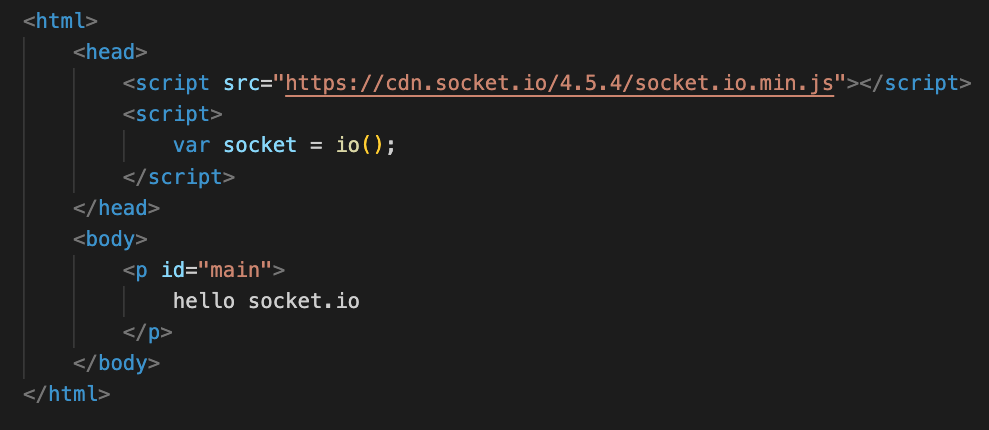 <html>
<head>
<script src="https://cdn.socket.io/4.5.4/socket.io.min.js"></script>
<script>
var socket = io();
</script>
</head>
<body>
<p id="main">
hello socket.io
</p>
</body>
</html>